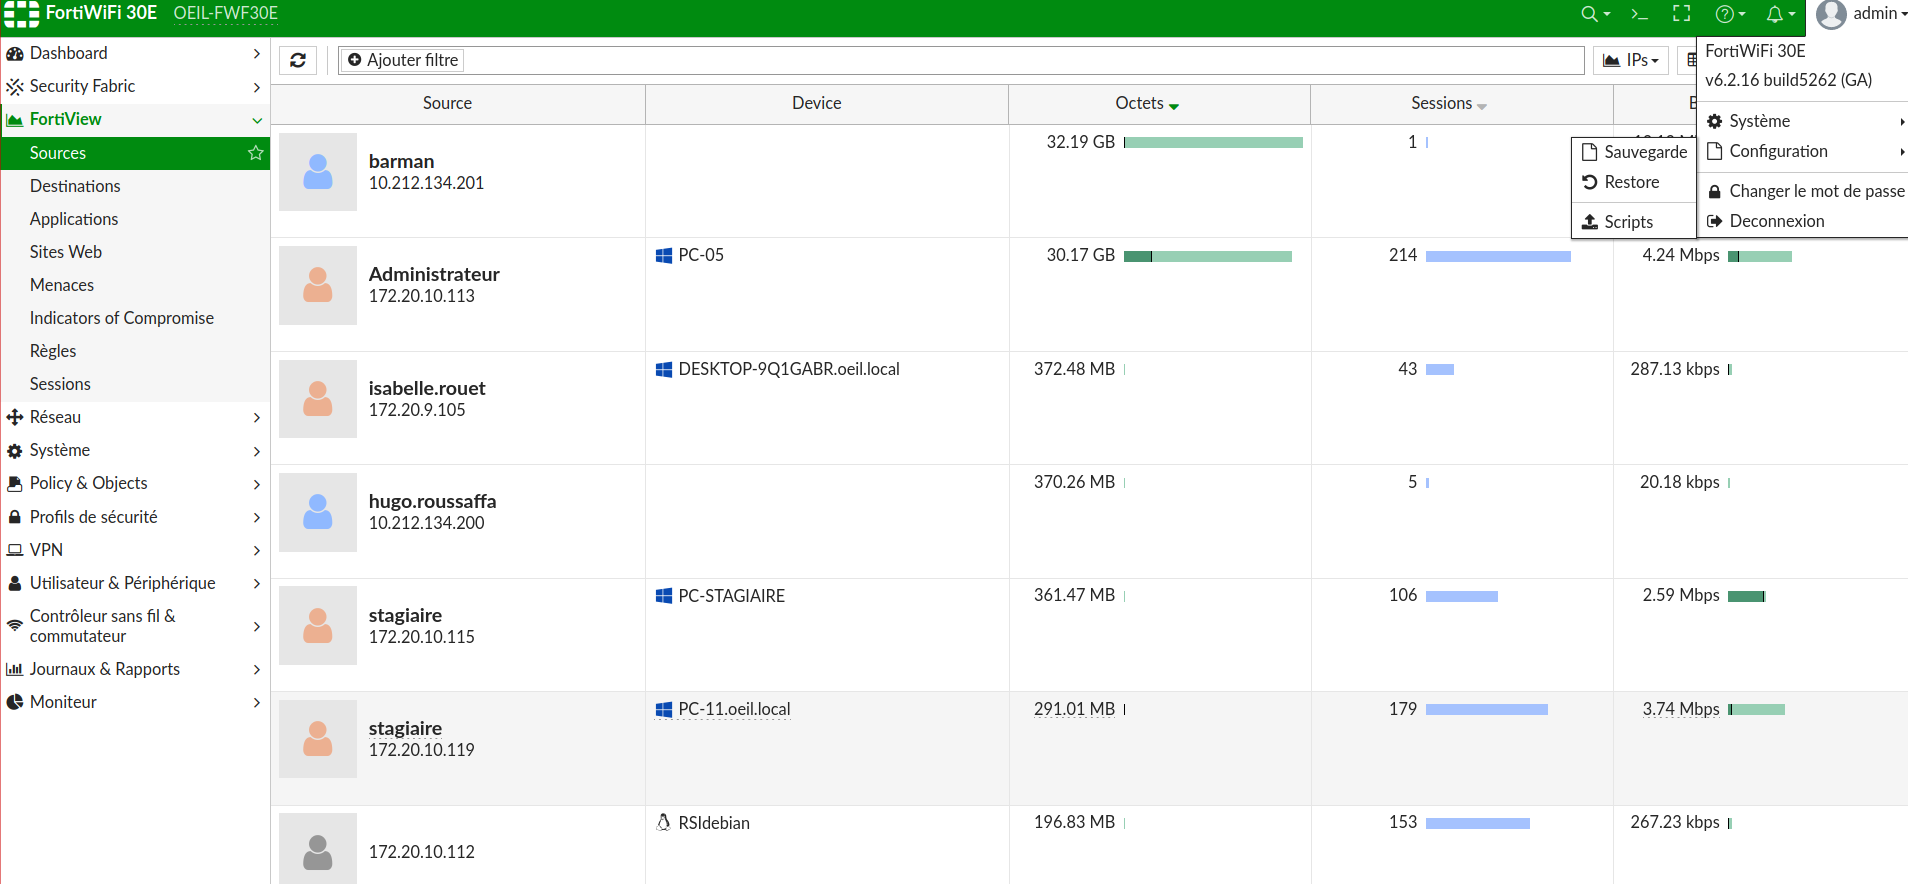 FortiWiFi 30E OEIL-FWF30E admin
Dashboard
Security Fabric
FortiView
Sources
Destinations
Applications
Sites Web
Menaces
Indicators of Compromise
Règles
Sessions
Réseau
Système
Policy & Objects
Profils de sécurité
VPN
Utilisateur & Périphérique
Contrôleur sans fil &
commutateur
Journaux & Rapports
Moniteur
Ajouter filtre IPs
FortiWiFi 30E
v6.2.16 build5262 (GA)
Système
Configuration
Changer le mot de passe
Deconnexion
Sauvegarde
Restore
Scripts
Source Device Octets Sessions
barman 32.19 GB 1
10.212.134.201
Administrateur PC-05 30.17 GB 214 4.24 Mbps
172.20.10.113
isabelle.rouet DESKTOP-9Q1GABR.oeil.local 372.48 MB 43 287.13 kbps
172.20.9.105
hugo.roussaffa 370.26 MB 5 20.18 kbps
10.212.134.200
stagiaire PC-STAGIAIRE 361.47 MB 106 2.59 Mbps
172.20.10.115
stagiaire PC-11.oeil.local 291.01 MB 179 3.74 Mbps
172.20.10.119
RSIdebian 196.83 MB 153 267.23 kbps
172.20.10.112